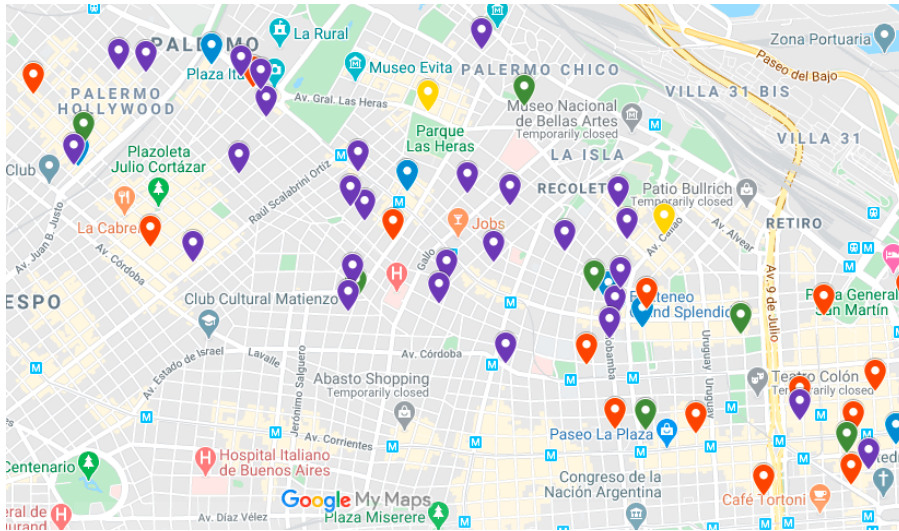 Zona Portuaria
La Rural
PALERMO
Museo Evita
PALERMO CHICO
Paseo del Bajo
Plaza Ita
VILLA 31 BIS
PALERMO
HOLLYWOOD
Av. Gral. Las Heras
Museo Nacional
de Bellas Artes
Temporarily closed
Parque
Las Heras
VILLA 31
Plazoleta
Julio Cortázar
LA ISLA
Club
Raúl Scalabrini Ortiz
RECOLET
Patio Bullrich
Temporarily closed
La Cabre
Jobs
RETIRO
Av. Juan B. Justo
Av. Callao
Av. Alvear
Av. Córdoba
Gallo
Av. 9 de Julio
ESPO
Club Cultural Matienzo
Ateneo
Grand Splendid
Plaza General
San Martín
Av. Estado de Israel
Lavalle
Av. Córdoba
Uruguay
Uruguay
Jerónimo Salguero
Abasto Shopping
Temporarily closed
Teatro Colón
Temporarily closed
Av. Corrientes
Paseo La Plaza
Hospital Italiano
de Buenos Aires
Centenario
Congreso de la
Nación Argentina
Café Tortoni
Google My Maps
Av. Díaz Vélez
Plaza Miserere